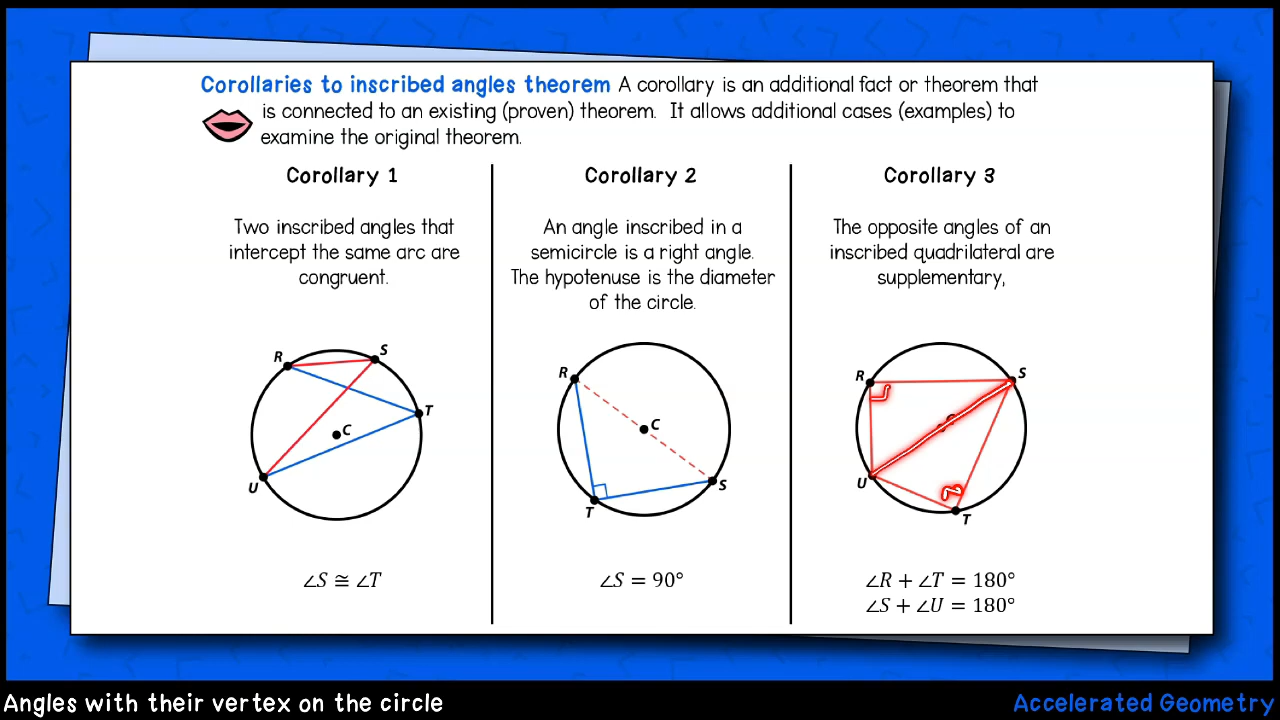 Corollaries to inscribed angles theorem A corollary is an additional fact or theorem that
is connected to an existing (proven) theorem. It allows additional cases (examples) to
examine the original theorem.
Corollary 1
Two inscribed angles that
intercept the same arc are
congruent.
R
S
T
C
U
∠S ≅ ∠T
Corollary 2
An angle inscribed in a
semicircle is a right angle.
The hypotenuse is the diameter
of the circle.
R
C
S
T
∠S = 90°
Corollary 3
The opposite angles of an
inscribed quadrilateral are
supplementary,
R
S
C
U
T
∠R + ∠T = 180°
∠S + ∠U = 180°
Angles with their vertex on the circle
Accelerated Geometry